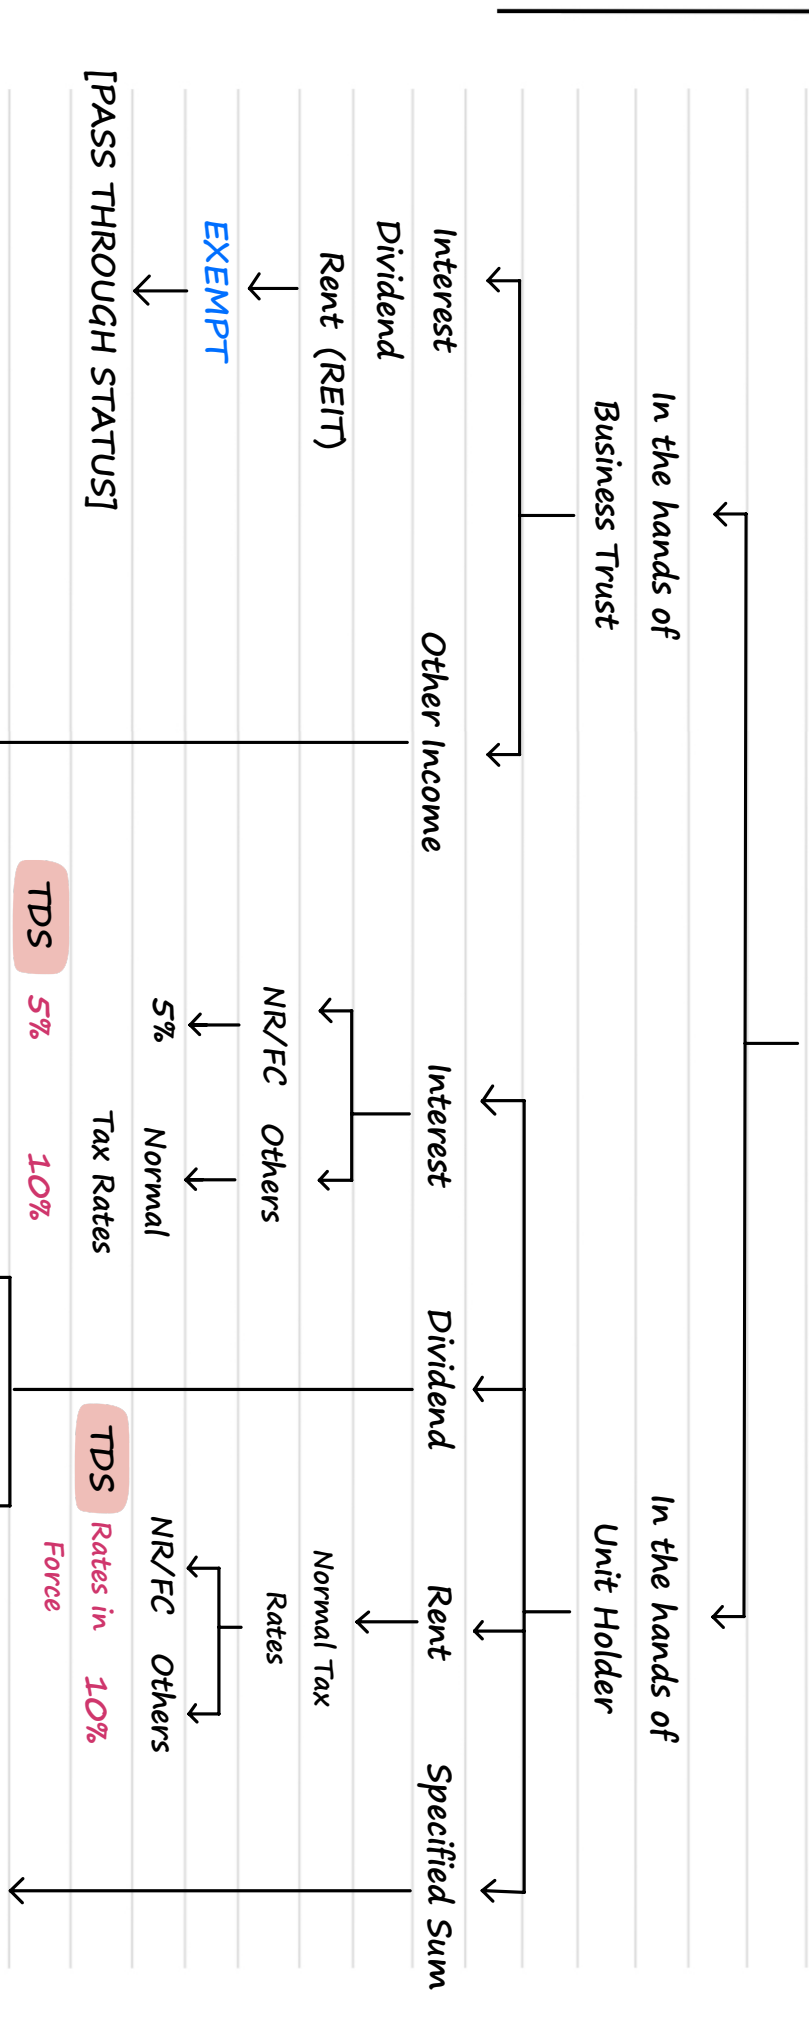 In the hands of
Business Trust
In the hands of
Unit Holder
Interest
Dividend
Rent (REIT)
EXEMPT
[PASS THROUGH STATUS]
Other Income
Interest
NR/FC Others
5% Normal
Tax Rates
TDS 5% 10%
Dividend
Rent
Normal Tax
Rates
NR/FC Others
TDS Rates in 10%
Force
Specified Sum